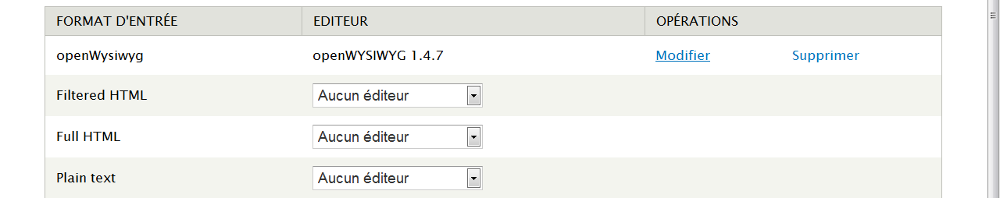 FORMAT D'ENTRÉE EDITEUR OPÉRATIONS
openWysiwyg openWYSIWYG 1.4.7 Modifier Supprimer
Filtered HTML Aucun éditeur
Full HTML Aucun éditeur
Plain text Aucun éditeur